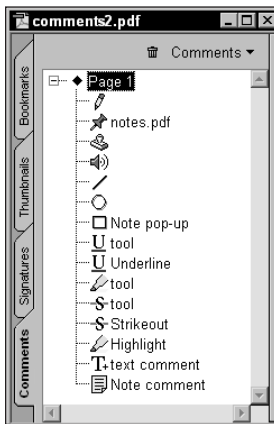 comments2.pdf
Comments
Bookmarks
Thumbnails
Signatures
Comments
Page 1
notes.pdf
Note pop-up
U tool
U Underline
tool
S tool
S Strikeout
Highlight
T+ text comment
Note comment